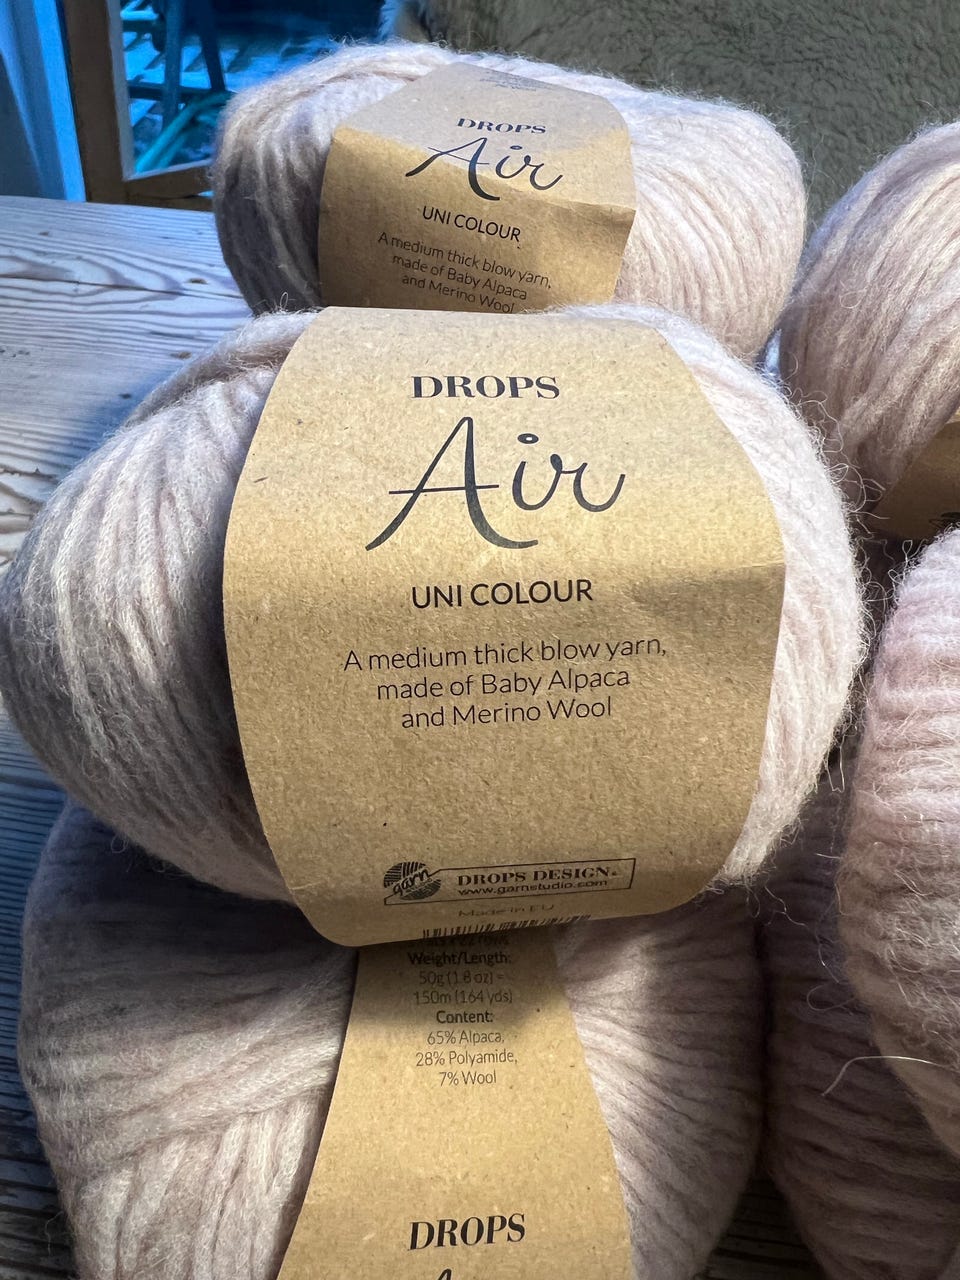 DROPS
Air
UNI COLOUR
A medium thick blow yarn,
made of Baby Alpaca
and Merino Wool
DROPS
Air
UNI COLOUR
A medium thick blow yarn,
made of Baby Alpaca
and Merino Wool
garn
DROPS DESIGN
www.garnstudio.com
Made in EU
Weight/Length:
50g (1.8 oz) =
150m (164 yds)
Content:
65% Alpaca,
28% Polyamide,
7% Wool
DROPS